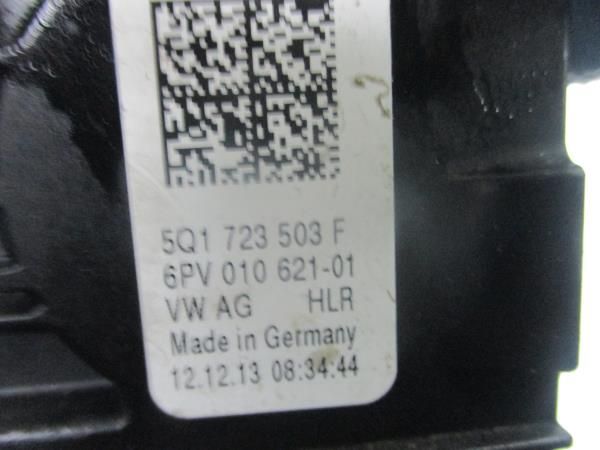 5Q1 723 503 F
6PV 010 621-01
VW AG HLR
Made in Germany
12.12.13 08:34:44